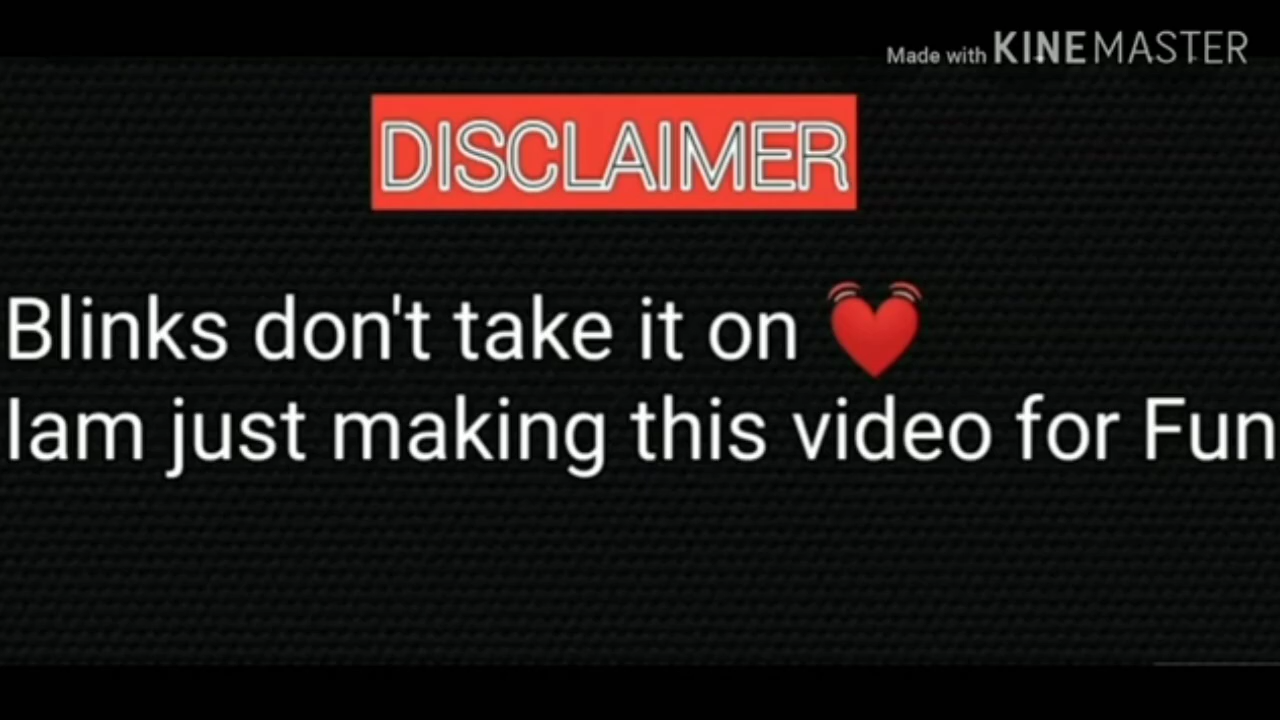 Made with KINEMASTER
DISCLAIMER
Blinks don't take it on 💓
Iam just making this video for Fun